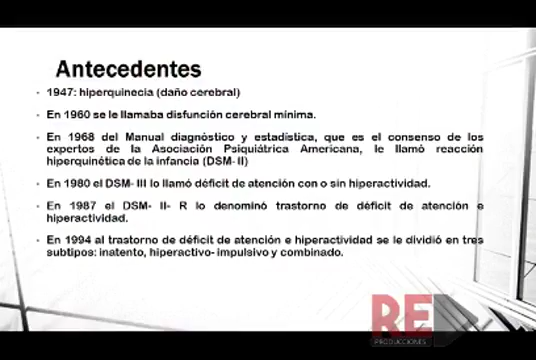 Antecedentes
1947: hiperquinecia (daño cerebral)
En 1960 se le llamaba disfunción cerebral mínima.
En 1968 del Manual diagnóstico y estadística, que es el consenso de los
expertos de la Asociación Psiquiátrica Americana, le llamó reacción
hiperquinética de la infancia (DSM- II)
En 1980 el DSM- III lo llamó déficit de atención con o sin hiperactividad.
En 1987 el DSM- II- R lo denominó trastorno de déficit de atención e
hiperactividad.
En 1994 al trastorno de déficit de atención e hiperactividad se le dividió en tres
subtipos: inatento, hiperactivo- impulsivo y combinado.
RE
PRODUCCIONES